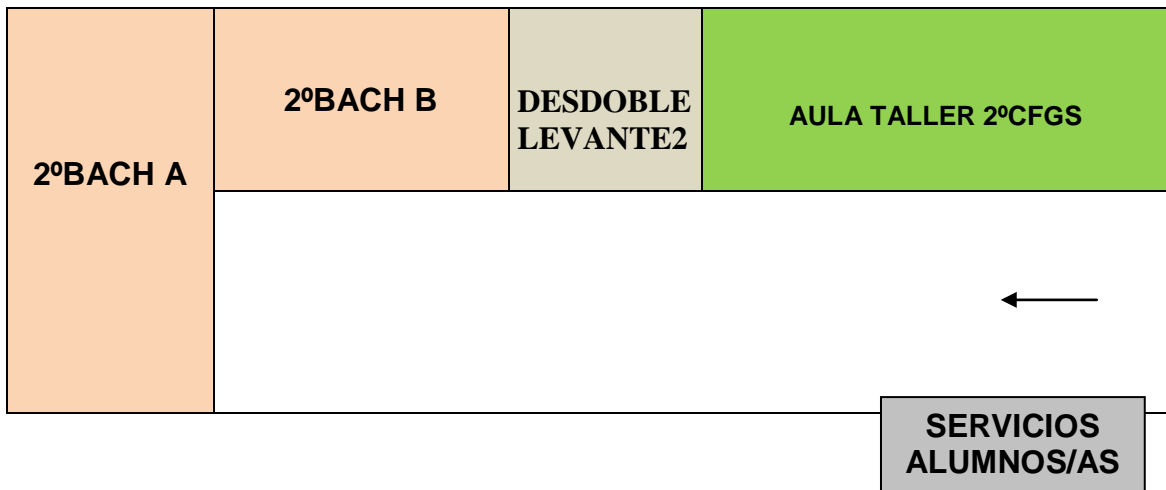 2ºBACH A
2ºBACH B
DESDOBLE
LEVANTE2
AULA TALLER 2ºCFGS
SERVICIOS
ALUMNOS/AS